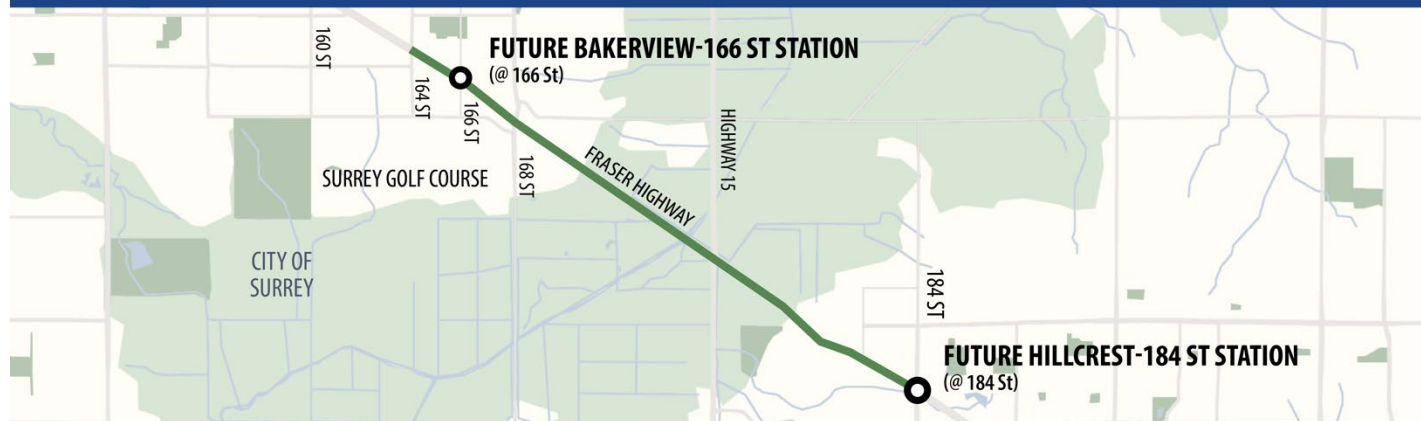 FUTURE BAKERVIEW-166 ST STATION
(@ 166 St)
160 ST
164 ST
166 ST
168 ST
HIGHWAY 15
SURREY GOLF COURSE
FRASER HIGHWAY
CITY OF
SURREY
184 ST
FUTURE HILLCREST-184 ST STATION
(@ 184 St)